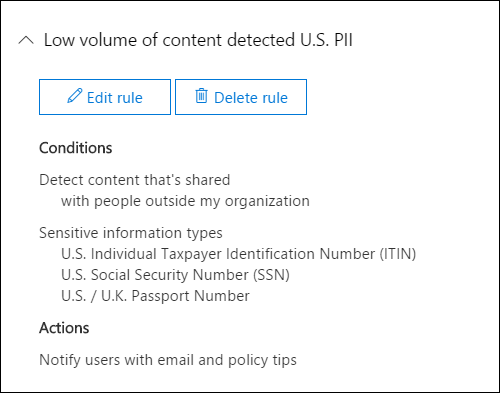 Low volume of content detected U.S. PII
Edit rule
Delete rule
Conditions
Detect content that's shared
with people outside my organization
Sensitive information types
U.S. Individual Taxpayer Identification Number (ITIN)
U.S. Social Security Number (SSN)
U.S. / U.K. Passport Number
Actions
Notify users with email and policy tips